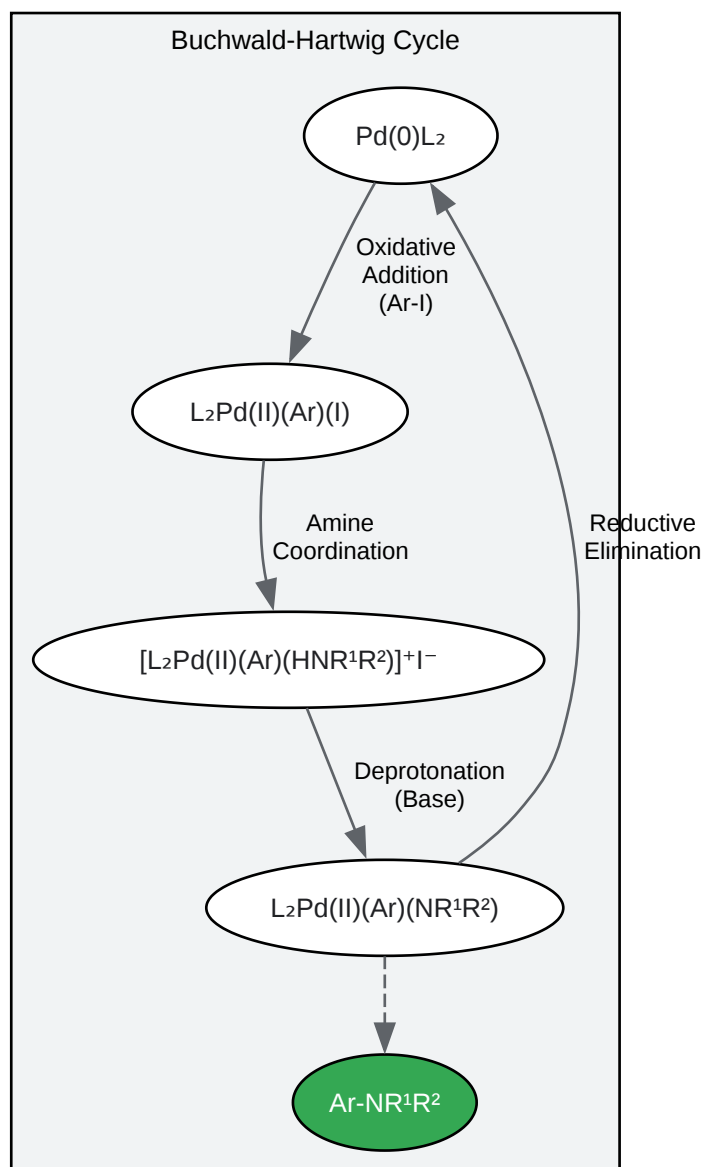 Buchwald-Hartwig Cycle
Pd(0)L₂
Oxidative
Addition
(Ar-I)
L₂Pd(II)(Ar)(I)
Amine
Coordination
Reductive
Elimination
[L₂Pd(II)(Ar)(HNR¹R²)]⁺I⁻
Deprotonation
(Base)
L₂Pd(II)(Ar)(NR¹R²)
Ar-NR¹R²